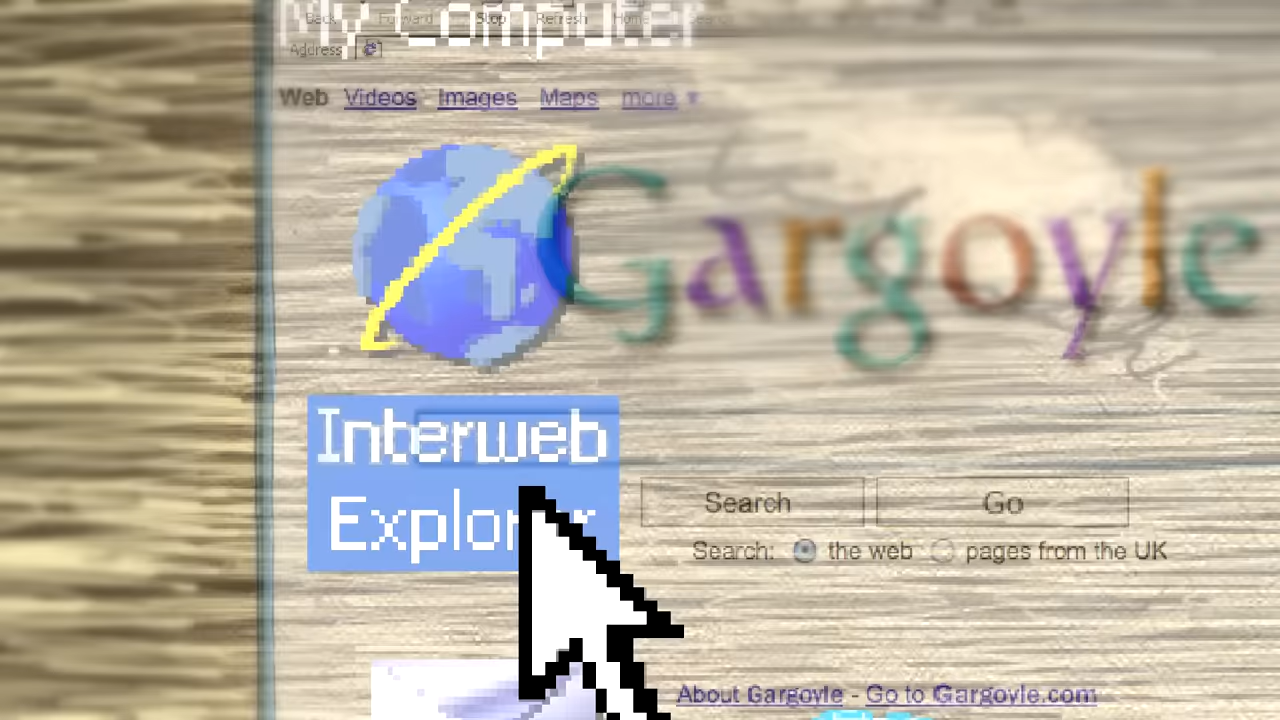 My Computer
Back Forward Stop Refresh Home Search
Address
Web Videos Images Maps more
Gargoyle
Interweb
Explorer
Search Go
Search: the web pages from the UK
About Gargoyle - Go to Gargoyle.com